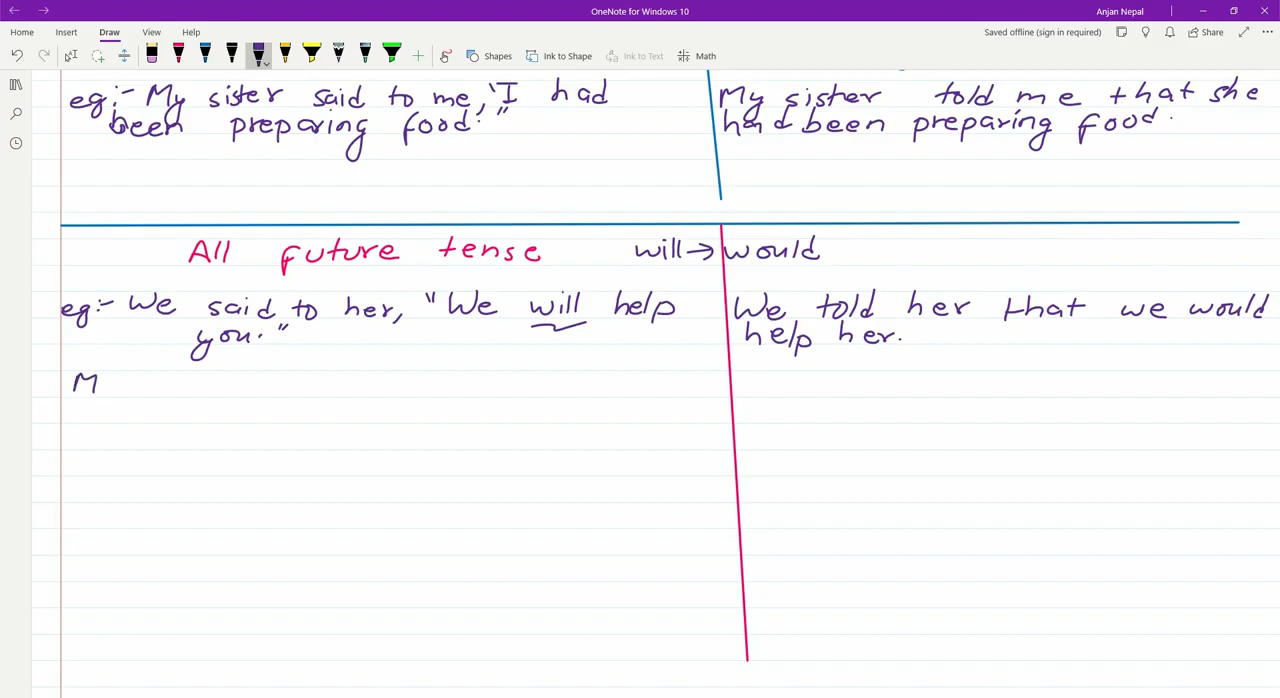 OneNote for Windows 10
Anjan Nepal
Home Insert Draw View Help
Saved offline (sign in required)
Share
Shapes
Ink to Shape
Ink to Text
Math
eg:- My sister said to me, "I had
been preparing food."
My sister told me that she
had been preparing food.
All future tense will → would
eg:- We said to her, "We will help
you."
We told her that we would
help her.
M